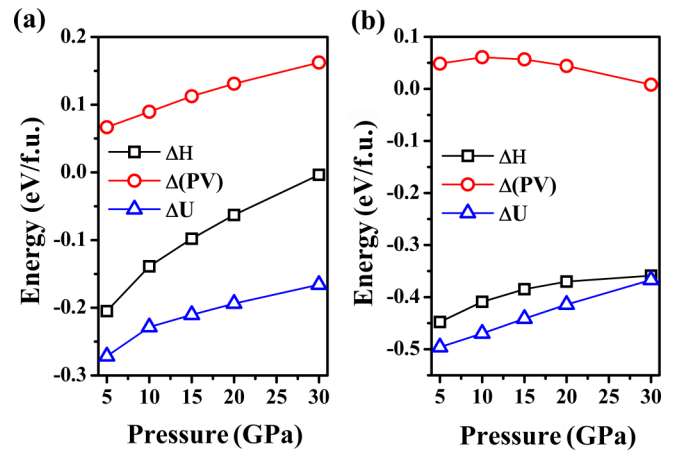 (a)
Energy (eV/f.u.)
0.2
0.1
0.0
-0.1
-0.2
-0.3
ΔH
Δ(PV)
ΔU
5 10 15 20 25 30
Pressure (GPa)
(b)
Energy (eV/f.u.)
0.1
0.0
-0.1
-0.2
-0.3
-0.4
-0.5
ΔH
Δ(PV)
ΔU
5 10 15 20 25 30
Pressure (GPa)